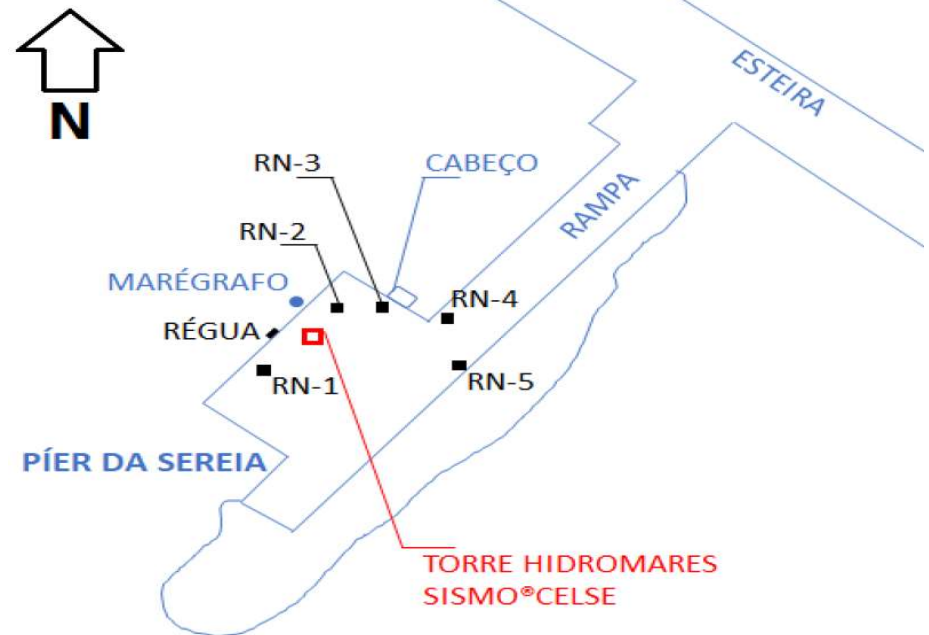 ESTEIRA
N
RN-3
CABEÇO
RAMPA
RN-2
MARÉGRAFO
RN-4
RÉGUA
RN-1
RN-5
PÍER DA SEREIA
TORRE HIDROMARES
SISMO®CELSE